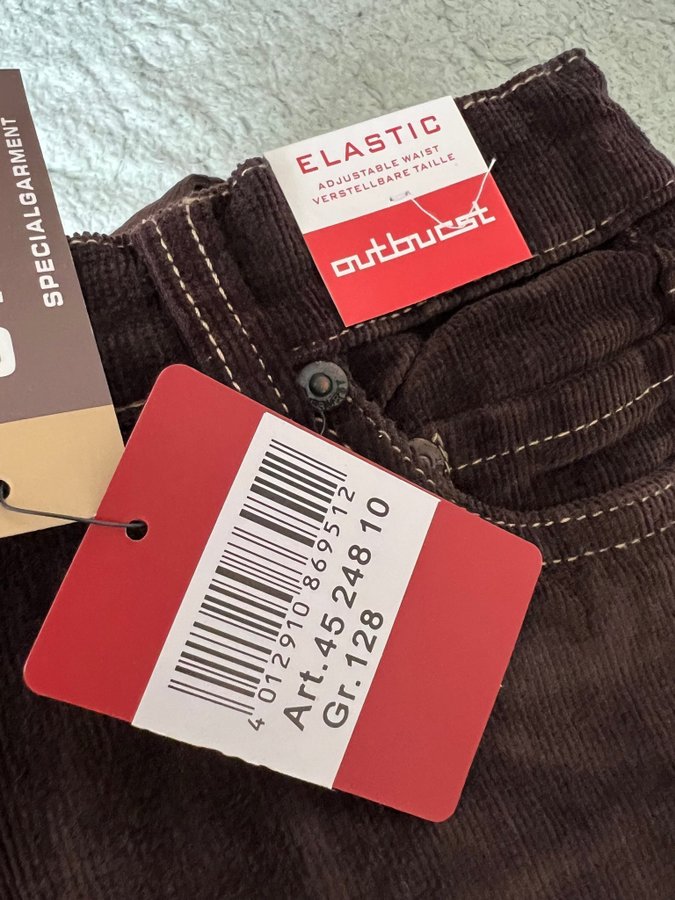 SPECIALGARMENT
ELASTIC
ADJUSTABLE WAIST
VERSTELLBARE TAILLE
outburst
4 012910 869512
Art. 45 248 10
Gr. 128